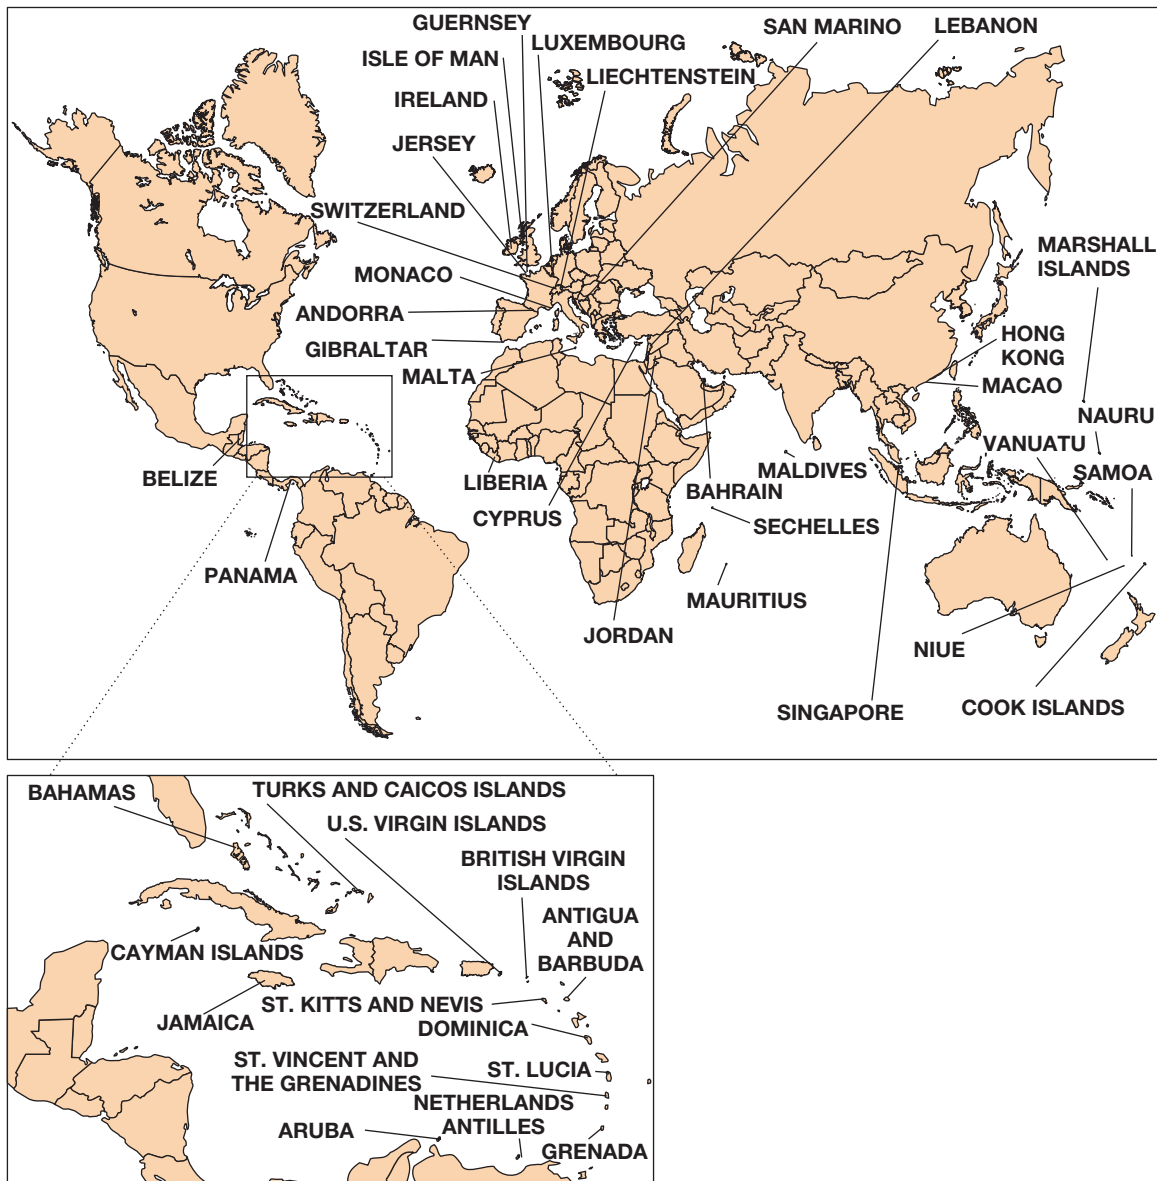 GUERNSEY
SAN MARINO
LEBANON
LUXEMBOURG
ISLE OF MAN
LIECHTENSTEIN
IRELAND
JERSEY
SWITZERLAND
MARSHALL
ISLANDS
MONACO
ANDORRA
HONG
KONG
GIBRALTAR
MALTA
MACAO
NAURU
VANUATU
BELIZE
LIBERIA
MALDIVES
SAMOA
BAHRAIN
CYPRUS
SECHELLES
PANAMA
MAURITIUS
JORDAN
NIUE
SINGAPORE
COOK ISLANDS
BAHAMAS
TURKS AND CAICOS ISLANDS
U.S. VIRGIN ISLANDS
BRITISH VIRGIN
ISLANDS
ANTIGUA
AND
BARBUDA
CAYMAN ISLANDS
ST. KITTS AND NEVIS
JAMAICA
DOMINICA
ST. VINCENT AND
THE GRENADINES
ST. LUCIA
NETHERLANDS
ANTILLES
ARUBA
GRENADA